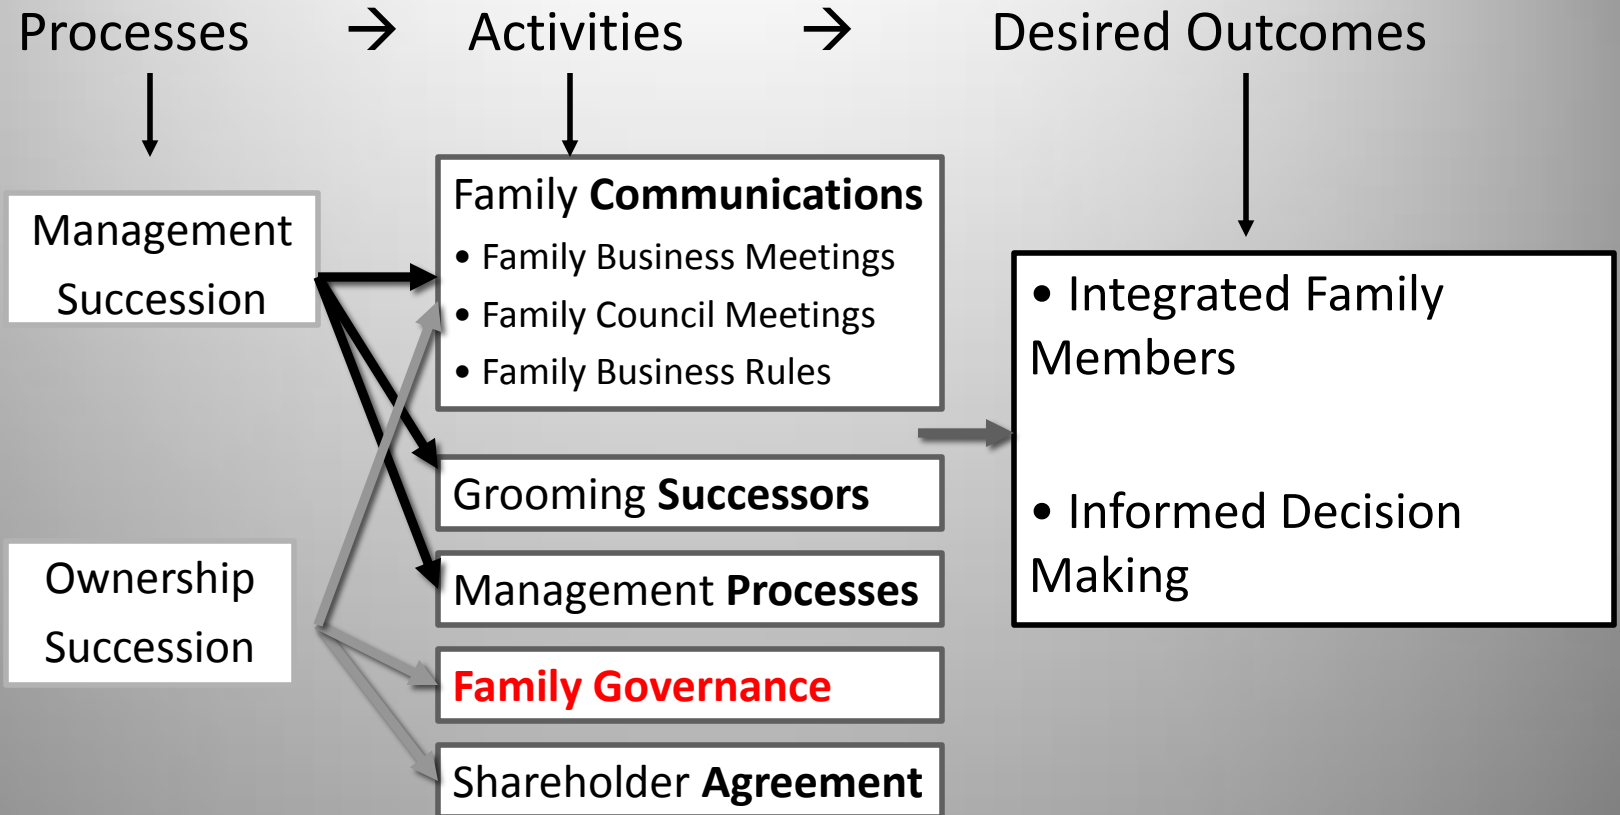 Processes → Activities → Desired Outcomes
Management
Succession
Ownership
Succession
Family Communications
• Family Business Meetings
• Family Council Meetings
• Family Business Rules
Grooming Successors
Management Processes
Family Governance
Shareholder Agreement
• Integrated Family
Members
• Informed Decision
Making